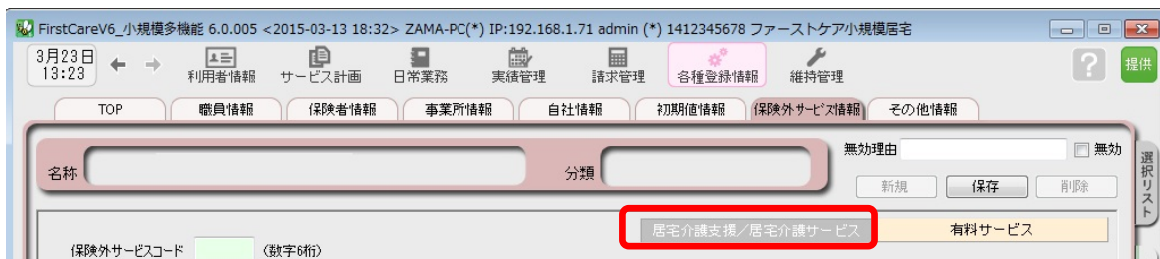 FirstCareV6_小規模多機能 6.0.005 <2015-03-13 18:32> ZAMA-PC(*) IP:192.168.1.71 admin (*) 1412345678 ファーストケア小規模居宅
3月23日
13:23
利用者情報 サービス計画 日常業務 実績管理 請求管理 各種登録情報 維持管理
?
提供
TOP 職員情報 保険者情報 事業所情報 自社情報 初期値情報 保険外サービス情報 その他情報
名称 分類 無効理由 無効
新規 保存 削除
選択リスト
居宅介護支援/居宅介護サービス 有料サービス
保険外サービスコード (数字6桁)